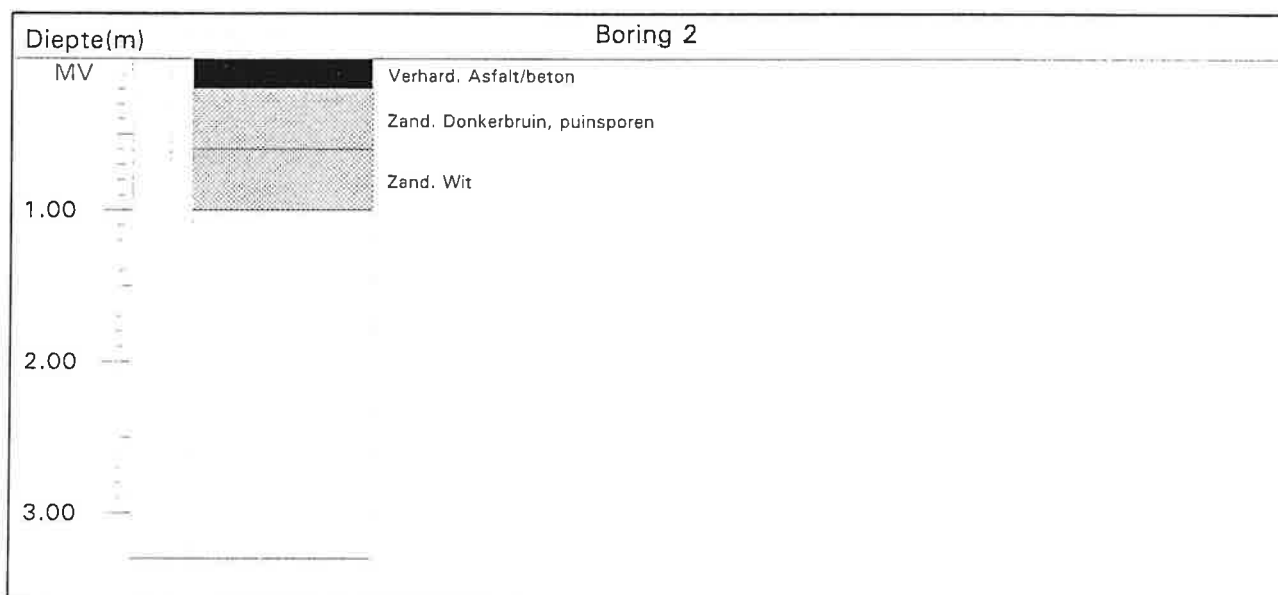 Diepte(m)
Boring 2
MV
Verhard. Asfalt/beton
Zand. Donkerbruin, puinsporen
Zand. Wit
1.00
2.00
3.00